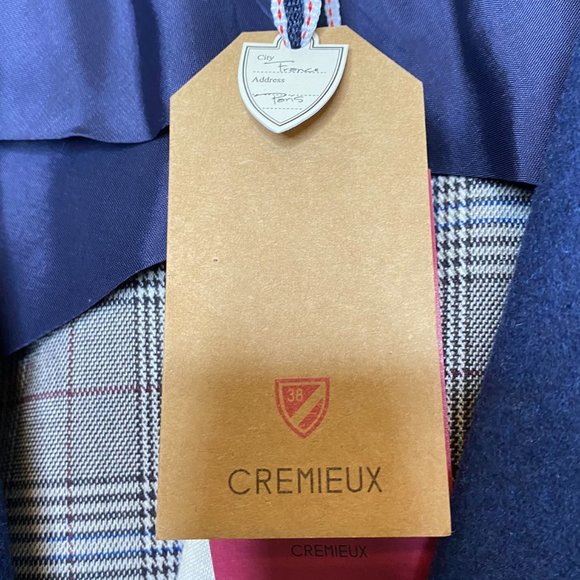 City
France
Address
Paris
38
CREMIEUX
CREMIEUX